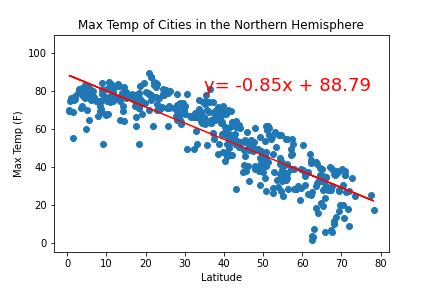 Max Temp of Cities in the Northern Hemisphere
y= -0.85x + 88.79
Max Temp (F)
100
80
60
40
20
0
0 10 20 30 40 50 60 70 80
Latitude